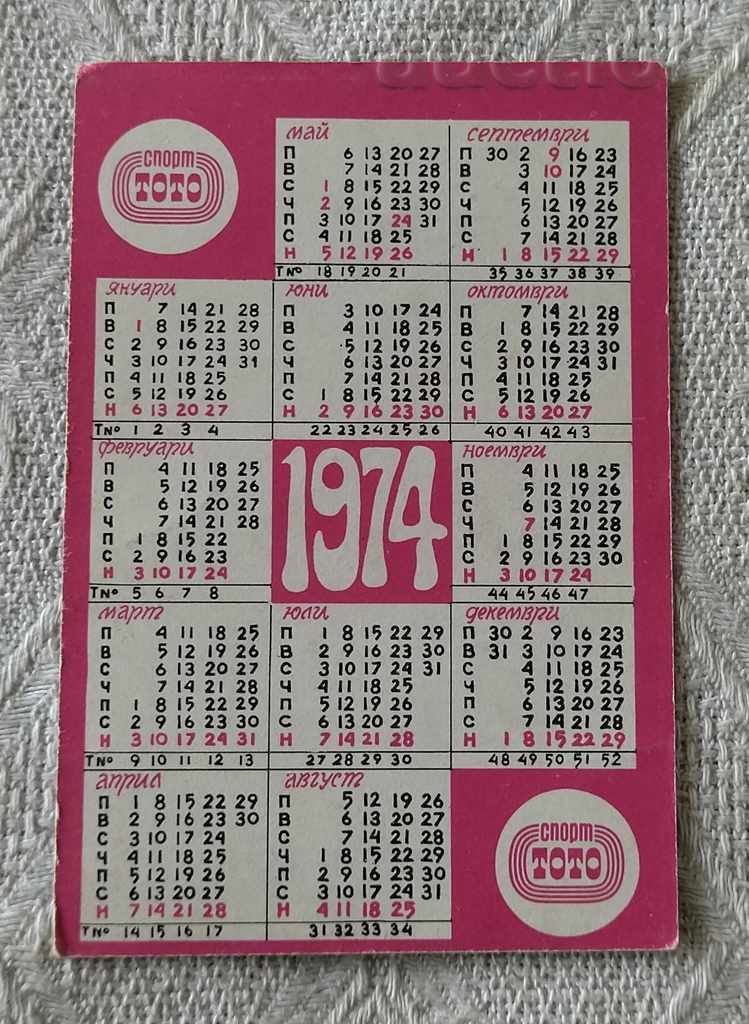 спорт
ТОТО
май
П 6 13 20 27
В 7 14 21 28
С 1 8 15 22 29
Ч 2 9 16 23 30
П 3 10 17 24 31
С 4 11 18 25
Н 5 12 19 26
Т№ 18 19 20 21
септември
П 30 2 9 16 23
В 3 10 17 24
С 4 11 18 25
Ч 5 12 19 26
П 6 13 20 27
С 7 14 21 28
Н 1 8 15 22 29
35 36 37 38 39
януари
П 7 14 21 28
В 1 8 15 22 29
С 2 9 16 23 30
Ч 3 10 17 24 31
П 4 11 18 25
С 5 12 19 26
Н 6 13 20 27
Т№ 1 2 3 4
юни
П 3 10 17 24
В 4 11 18 25
С 5 12 19 26
Ч 6 13 20 27
П 7 14 21 28
С 1 8 15 22 29
Н 2 9 16 23 30
22 23 24 25 26
октомври
П 7 14 21 28
В 1 8 15 22 29
С 2 9 16 23 30
Ч 3 10 17 24 31
П 4 11 18 25
С 5 12 19 26
Н 6 13 20 27
40 41 42 43
февруари
П 4 11 18 25
В 5 12 19 26
С 6 13 20 27
Ч 7 14 21 28
П 1 8 15 22
С 2 9 16 23
Н 3 10 17 24
Т№ 5 6 7 8
1974
ноември
П 4 11 18 25
В 5 12 19 26
С 6 13 20 27
Ч 7 14 21 28
П 1 8 15 22 29
С 2 9 16 23 30
Н 3 10 17 24
44 45 46 47
март
П 4 11 18 25
В 5 12 19 26
С 6 13 20 27
Ч 7 14 21 28
П 1 8 15 22 29
С 2 9 16 23 30
Н 3 10 17 24 31
Т№ 9 10 11 12 13
юли
П 1 8 15 22 29
В 2 9 16 23 30
С 3 10 17 24 31
Ч 4 11 18 25
П 5 12 19 26
С 6 13 20 27
Н 7 14 21 28
27 28 29 30
декември
П 30 2 9 16 23
В 31 3 10 17 24
С 4 11 18 25
Ч 5 12 19 26
П 6 13 20 27
С 7 14 21 28
Н 1 8 15 22 29
48 49 50 51 52
април
П 1 8 15 22 29
В 2 9 16 23 30
С 3 10 17 24
Ч 4 11 18 25
П 5 12 19 26
С 6 13 20 27
Н 7 14 21 28
Т№ 14 15 16 17
август
П 5 12 19 26
В 6 13 20 27
С 7 14 21 28
Ч 1 8 15 22 29
П 2 9 16 23 30
С 3 10 17 24 31
Н 4 11 18 25
31 32 33 34
спорт
ТОТО